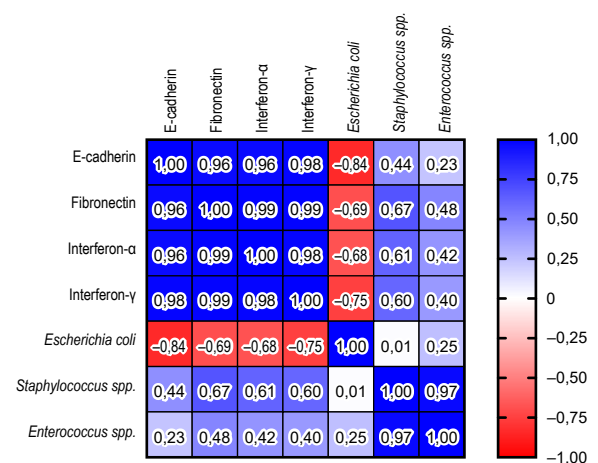 E-cadherin
Fibronectin
Interferon-α
Interferon-γ
Escherichia coli
Staphylococcus spp.
Enterococcus spp.
E-cadherin 1,00 0,96 0,96 0,98 –0,84 0,44 0,23
Fibronectin 0,96 1,00 0,99 0,99 –0,69 0,67 0,48
Interferon-α 0,96 0,99 1,00 0,98 –0,68 0,61 0,42
Interferon-γ 0,98 0,99 0,98 1,00 –0,75 0,60 0,40
Escherichia coli –0,84 –0,69 –0,68 –0,75 1,00 0,01 0,25
Staphylococcus spp. 0,44 0,67 0,61 0,60 0,01 1,00 0,97
Enterococcus spp. 0,23 0,48 0,42 0,40 0,25 0,97 1,00
1,00
0,75
0,50
0,25
0
–0,25
–0,50
–0,75
–1,00